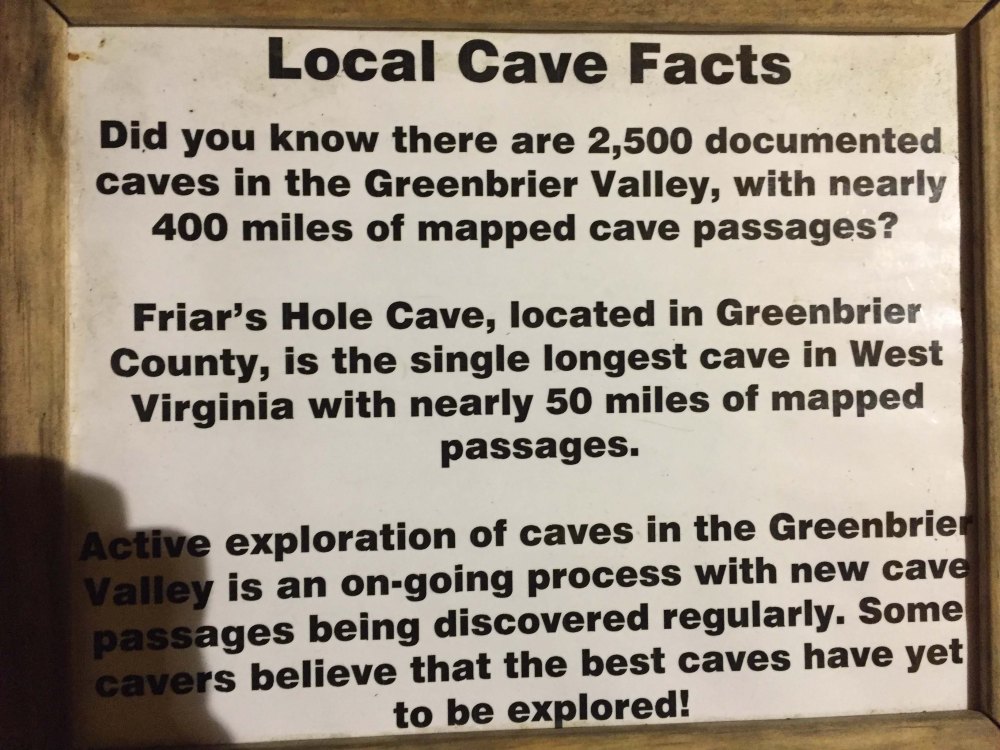 Local Cave Facts
Did you know there are 2,500 documented
caves in the Greenbrier Valley, with nearly
400 miles of mapped cave passages?
Friar's Hole Cave, located in Greenbrier
County, is the single longest cave in West
Virginia with nearly 50 miles of mapped
passages.
Active exploration of caves in the Greenbrier
Valley is an on-going process with new cave
passages being discovered regularly. Some
cavers believe that the best caves have yet
to be explored!